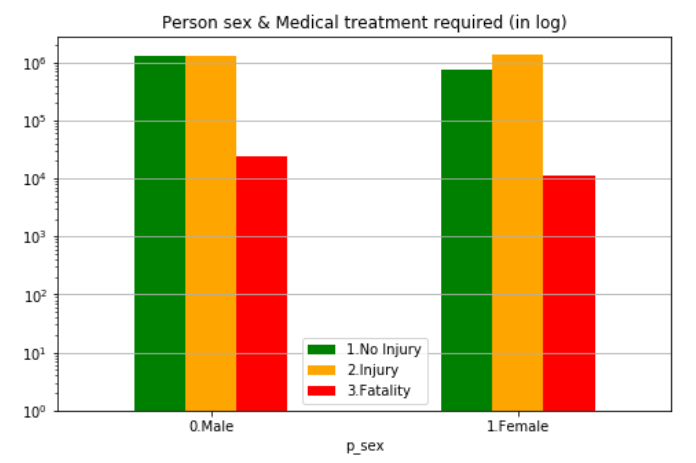 Person sex & Medical treatment required (in log)
10⁶
10⁵
10⁴
10³
10²
10¹
10⁰
1.No Injury
2.Injury
3.Fatality
0.Male
1.Female
p_sex